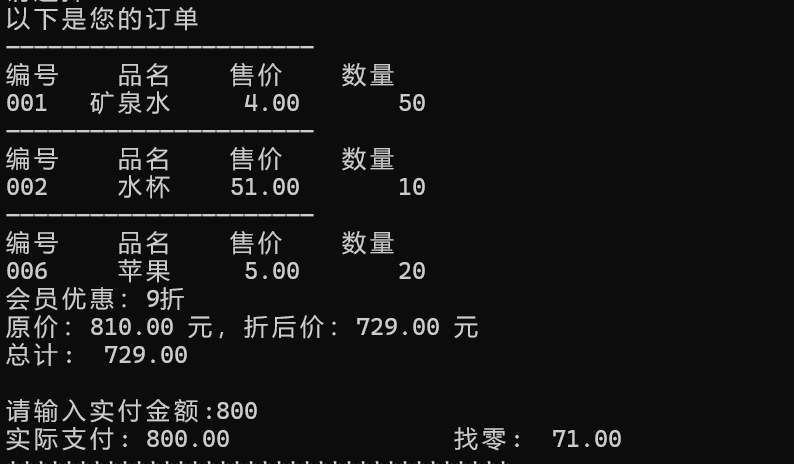 以下是您的订单
——————————————————————
编号    品名    售价    数量
001   矿泉水     4.00       50
——————————————————————
编号    品名    售价    数量
002     水杯    51.00       10
——————————————————————
编号    品名    售价    数量
006     苹果     5.00       20
会员优惠: 9折
原价: 810.00 元, 折后价: 729.00 元
总计:  729.00
请输入实付金额:800
实际支付: 800.00                找零:  71.00